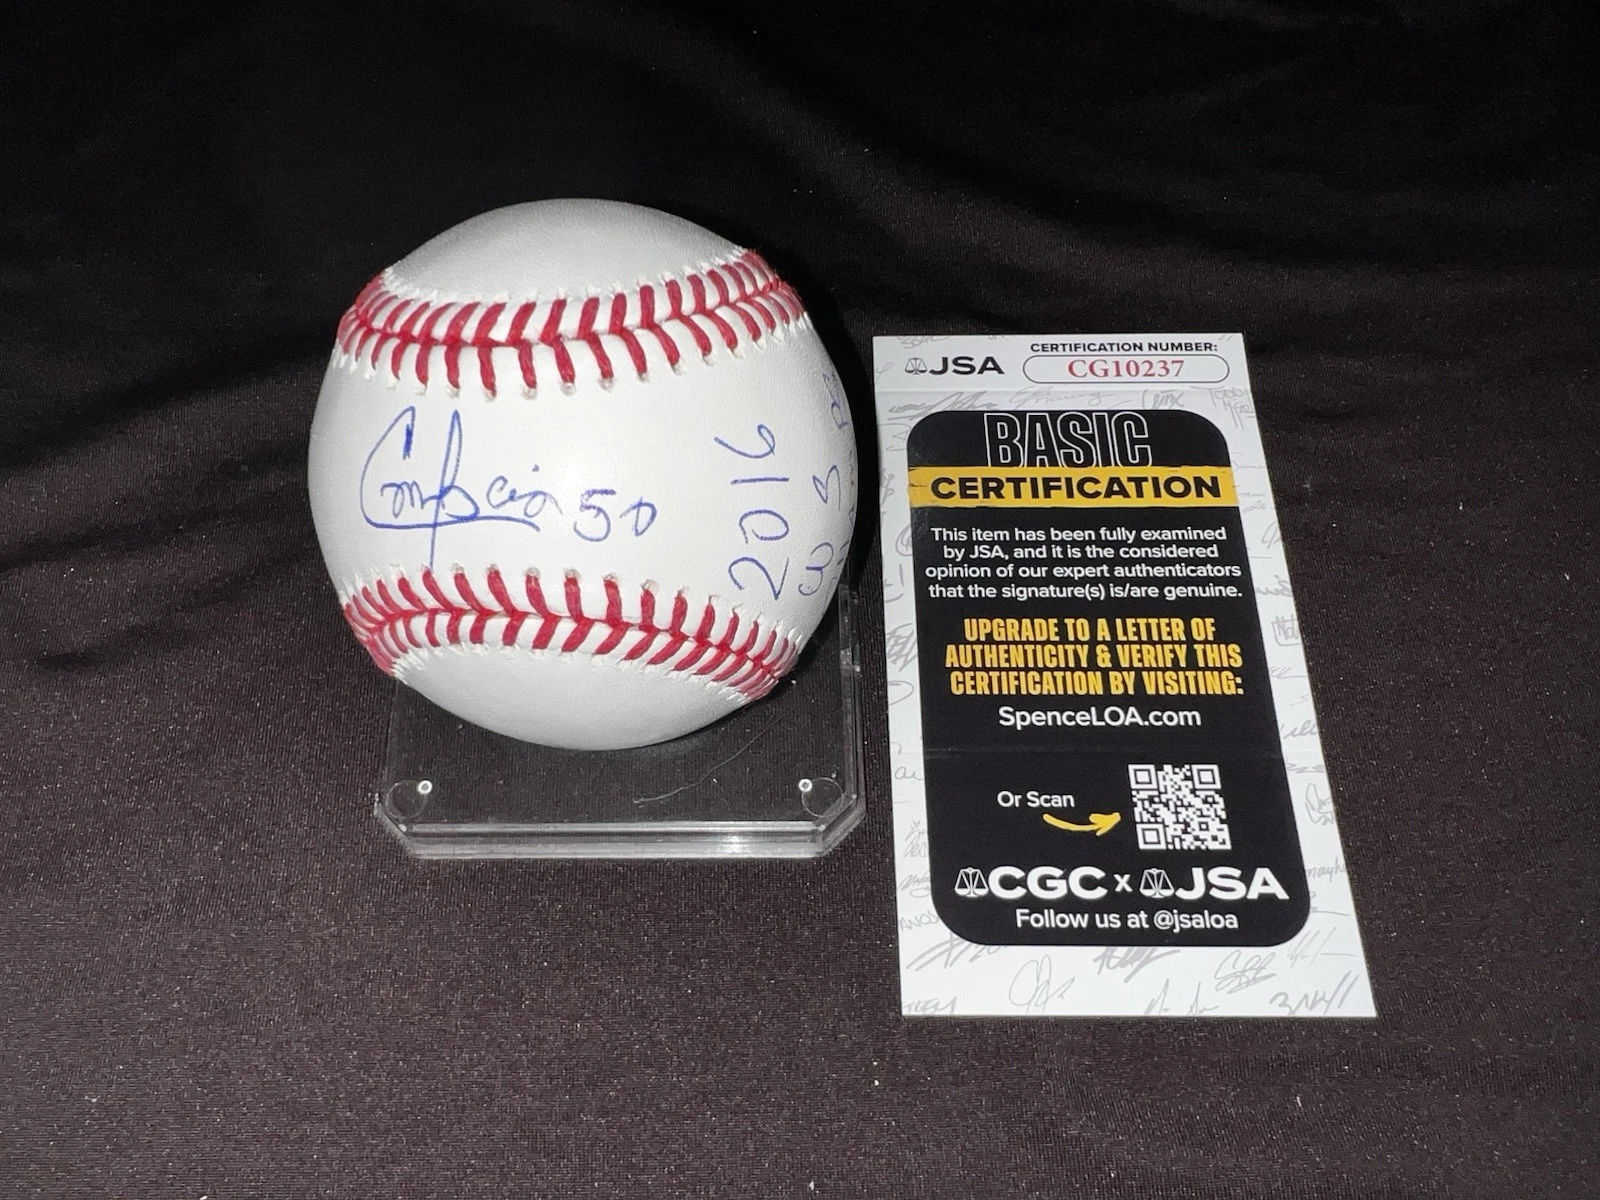 50
2016
JSA
CERTIFICATION NUMBER:
CG10237
BASIC
CERTIFICATION
This item has been fully examined
by JSA, and it is the considered
opinion of our expert authenticators
that the signature(s) is/are genuine.
UPGRADE TO A LETTER OF
AUTHENTICITY & VERIFY THIS
CERTIFICATION BY VISITING:
SpenceLOA.com
Or Scan
CGC x JSA
Follow us at @jsaloa